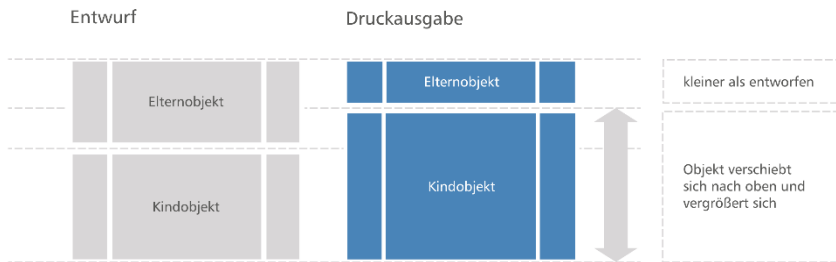 Entwurf
Druckausgabe
Elternobjekt
Elternobjekt
kleiner als entworfen
Kindobjekt
Kindobjekt
Objekt verschiebt
sich nach oben und
vergrößert sich